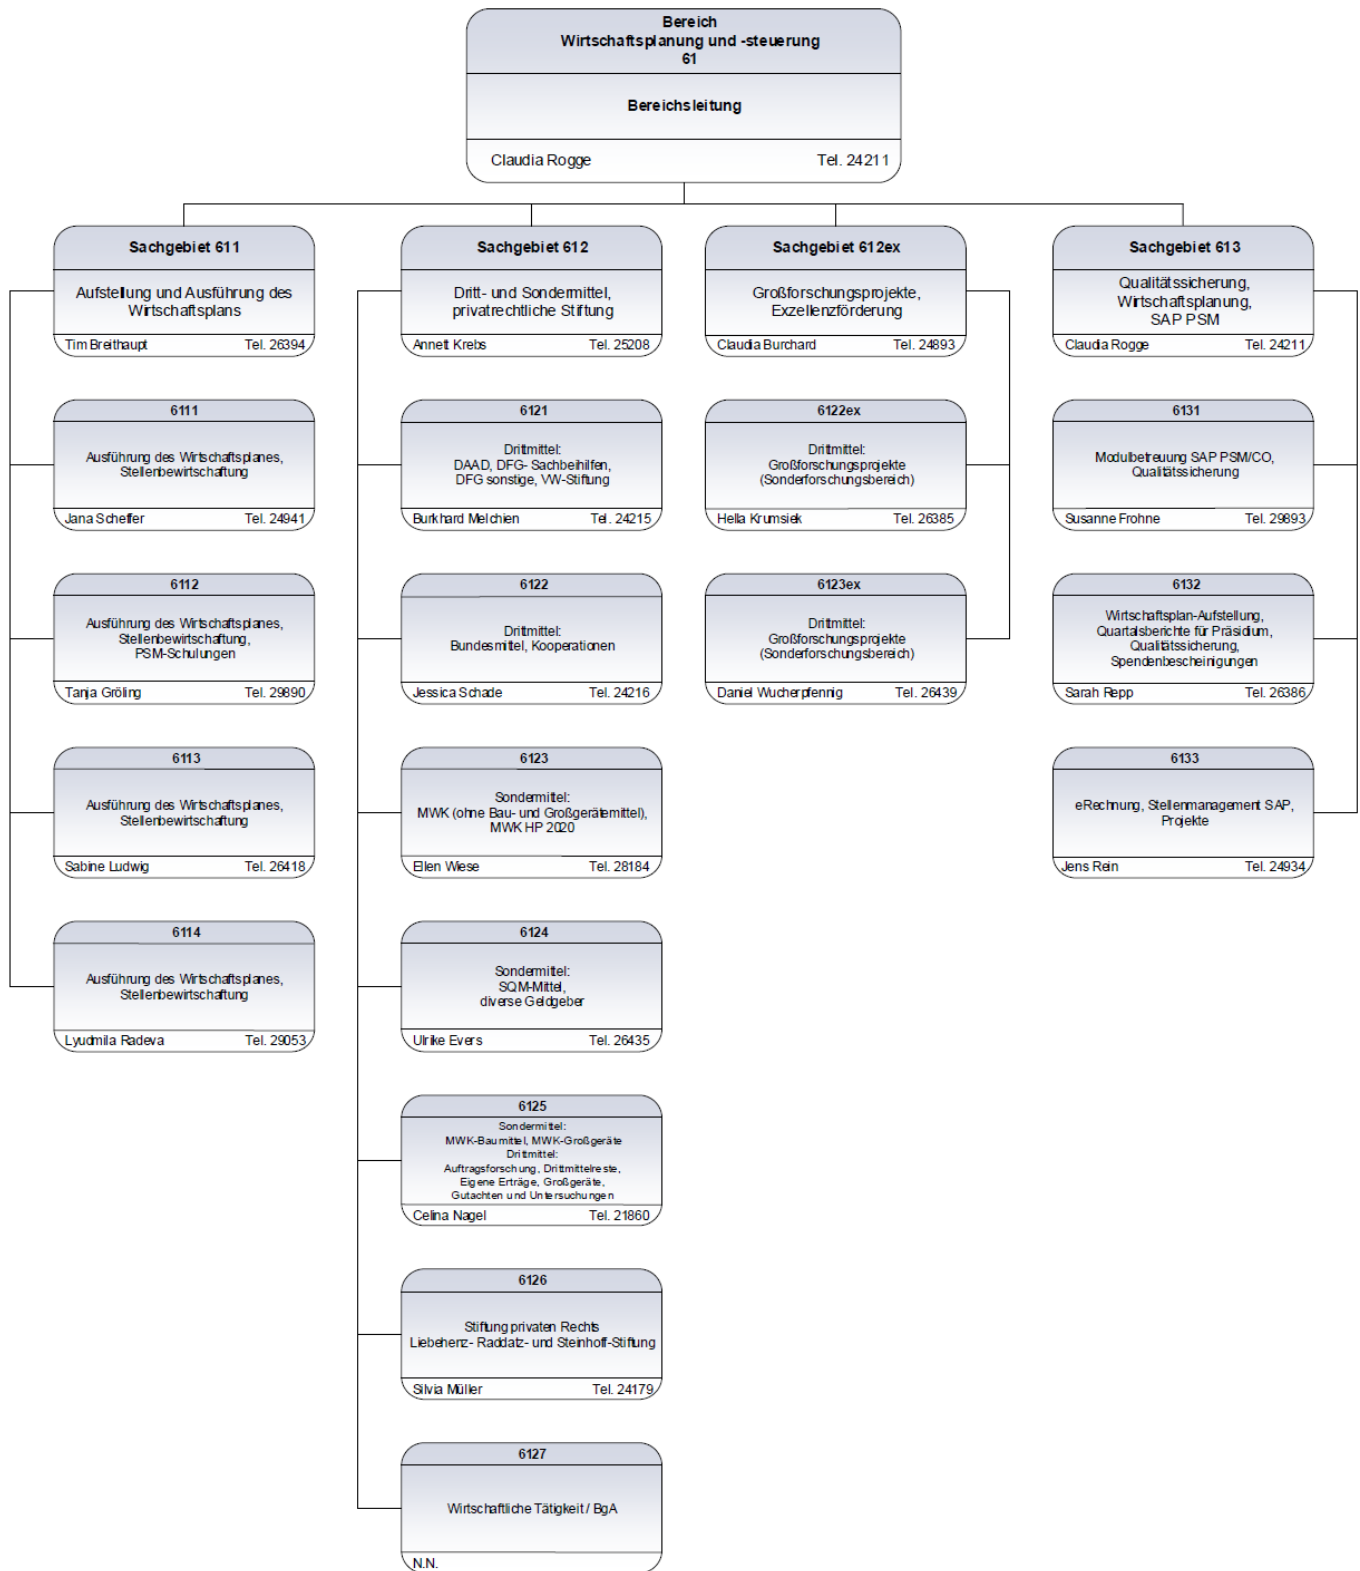 Bereich
Wirtschaftsplanung und -steuerung
61
Bereichsleitung
Claudia Rogge Tel. 24211
Sachgebiet 611
Aufstellung und Ausführung des
Wirtschaftsplans
Tim Breithaupt Tel. 26394
6111
Ausführung des Wirtschaftsplanes,
Stellenbewirtschaftung
Jana Scheffer Tel. 24941
6112
Ausführung des Wirtschaftsplanes,
Stellenbewirtschaftung,
PSM-Schulungen
Tanja Gröling Tel. 29890
6113
Ausführung des Wirtschaftsplanes,
Stellenbewirtschaftung
Sabine Ludwig Tel. 26418
6114
Ausführung des Wirtschaftsplanes,
Stellenbewirtschaftung
Lyudmila Radeva Tel. 29053
Sachgebiet 612
Dritt- und Sondermittel,
privatrechtliche Stiftung
Annett Krebs Tel. 25208
6121
Drittmittel:
DAAD, DFG- Sachbeihilfen,
DFG sonstige, VW-Stiftung
Burkhard Melchien Tel. 24215
6122
Drittmittel:
Bundesmittel, Kooperationen
Jessica Schade Tel. 24216
6123
Sondermittel:
MWK (ohne Bau- und Großgerätemittel),
MWK HP 2020
Ellen Wiese Tel. 28184
6124
Sondermittel:
SQM-Mittel,
diverse Geldgeber
Ulrike Evers Tel. 26435
6125
Sondermittel:
MWK-Baumittel, MWK-Großgeräte
Drittmittel:
Auftragsforschung, Drittmittelreste,
Eigene Erträge, Großgeräte,
Gutachten und Untersuchungen
Celina Nagel Tel. 21860
6126
Stiftung privaten Rechts
Liebehenz- Raddatz- und Steinhoff-Stiftung
Silvia Müller Tel. 24179
6127
Wirtschaftliche Tätigkeit / BgA
N.N.
Sachgebiet 612ex
Großforschungsprojekte,
Exzellenzförderung
Claudia Burchard Tel. 24893
6122ex
Drittmittel:
Großforschungsprojekte
(Sonderforschungsbereich)
Hella Krumsiek Tel. 26385
6123ex
Drittmittel:
Großforschungsprojekte
(Sonderforschungsbereich)
Daniel Wucherpfennig Tel. 26439
Sachgebiet 613
Qualitätssicherung,
Wirtschaftsplanung,
SAP PSM
Claudia Rogge Tel. 24211
6131
Modulbetreuung SAP PSM/CO,
Qualitätssicherung
Susanne Frohne Tel. 29893
6132
Wirtschaftsplan-Aufstellung,
Quartalsberichte für Präsidium,
Qualitätssicherung,
Spendenbescheinigungen
Sarah Repp Tel. 26386
6133
eRechnung, Stellenmanagement SAP,
Projekte
Jens Rein Tel. 24934